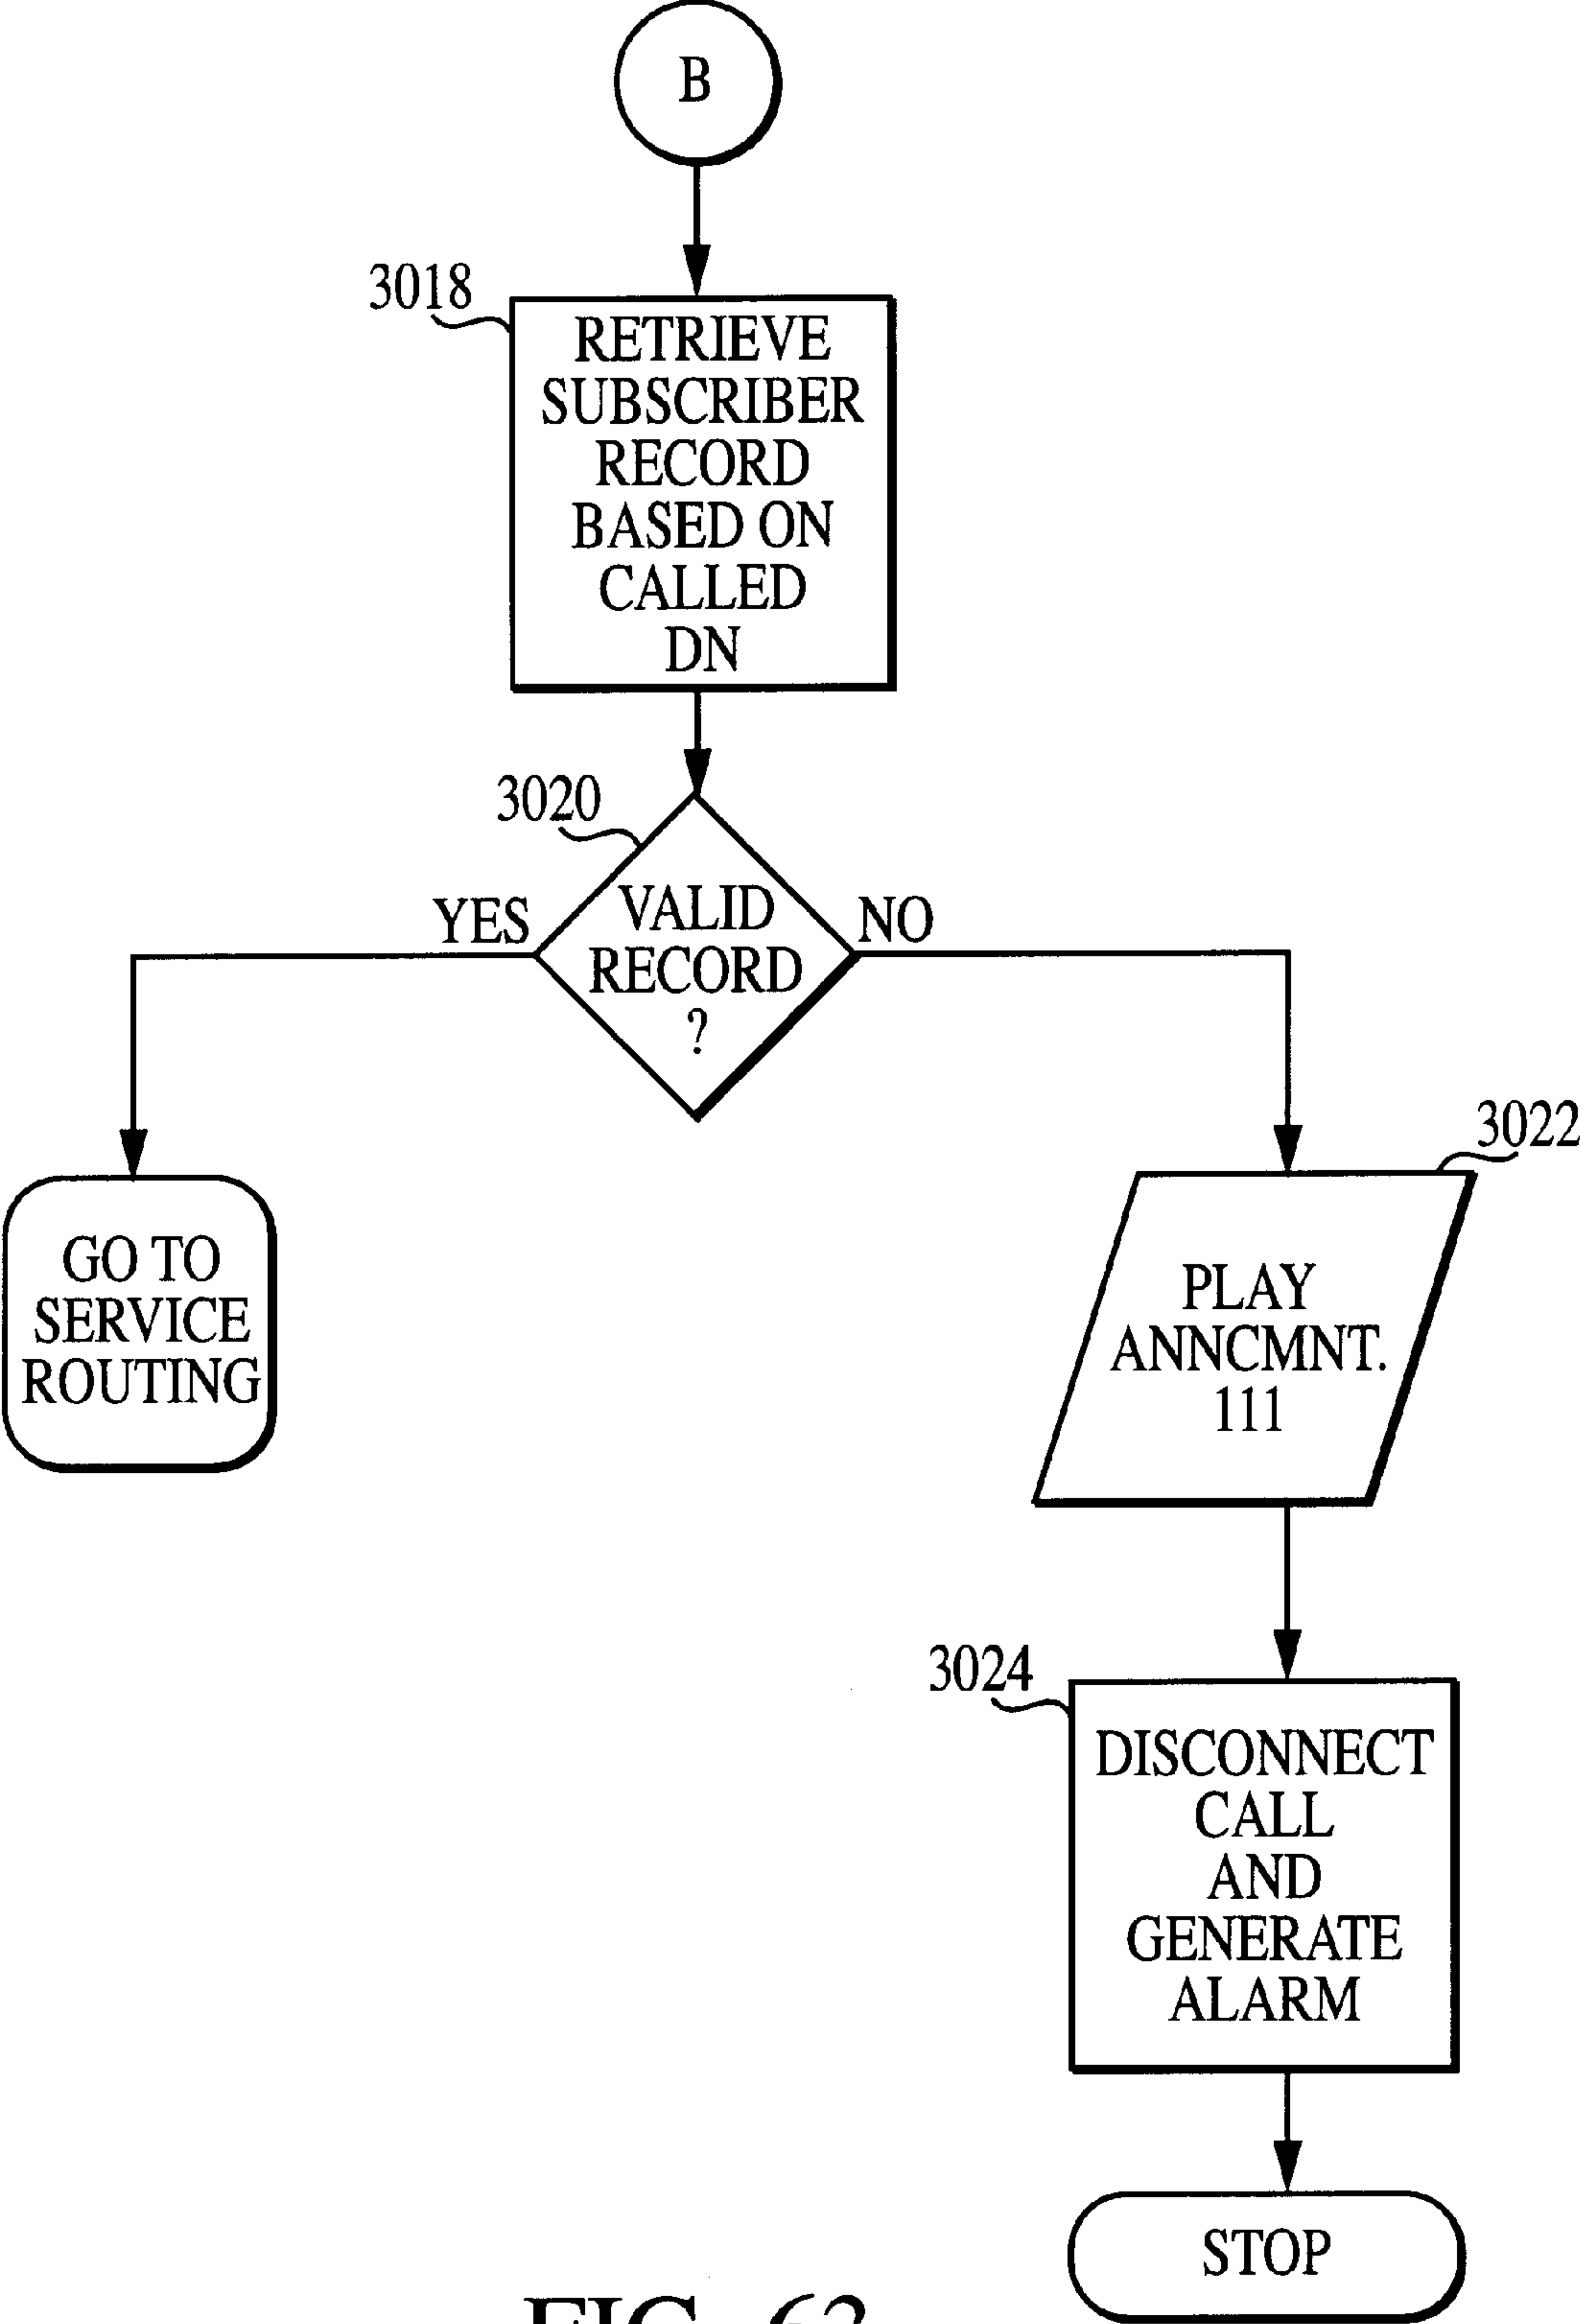 B
3018
RETRIEVE
SUBSCRIBER
RECORD
BASED ON
CALLED
DN
3020
YES
VALID
RECORD
?
NO
GO TO
SERVICE
ROUTING
3022
PLAY
ANNCMNT.
111
3024
DISCONNECT
CALL
AND
GENERATE
ALARM
STOP